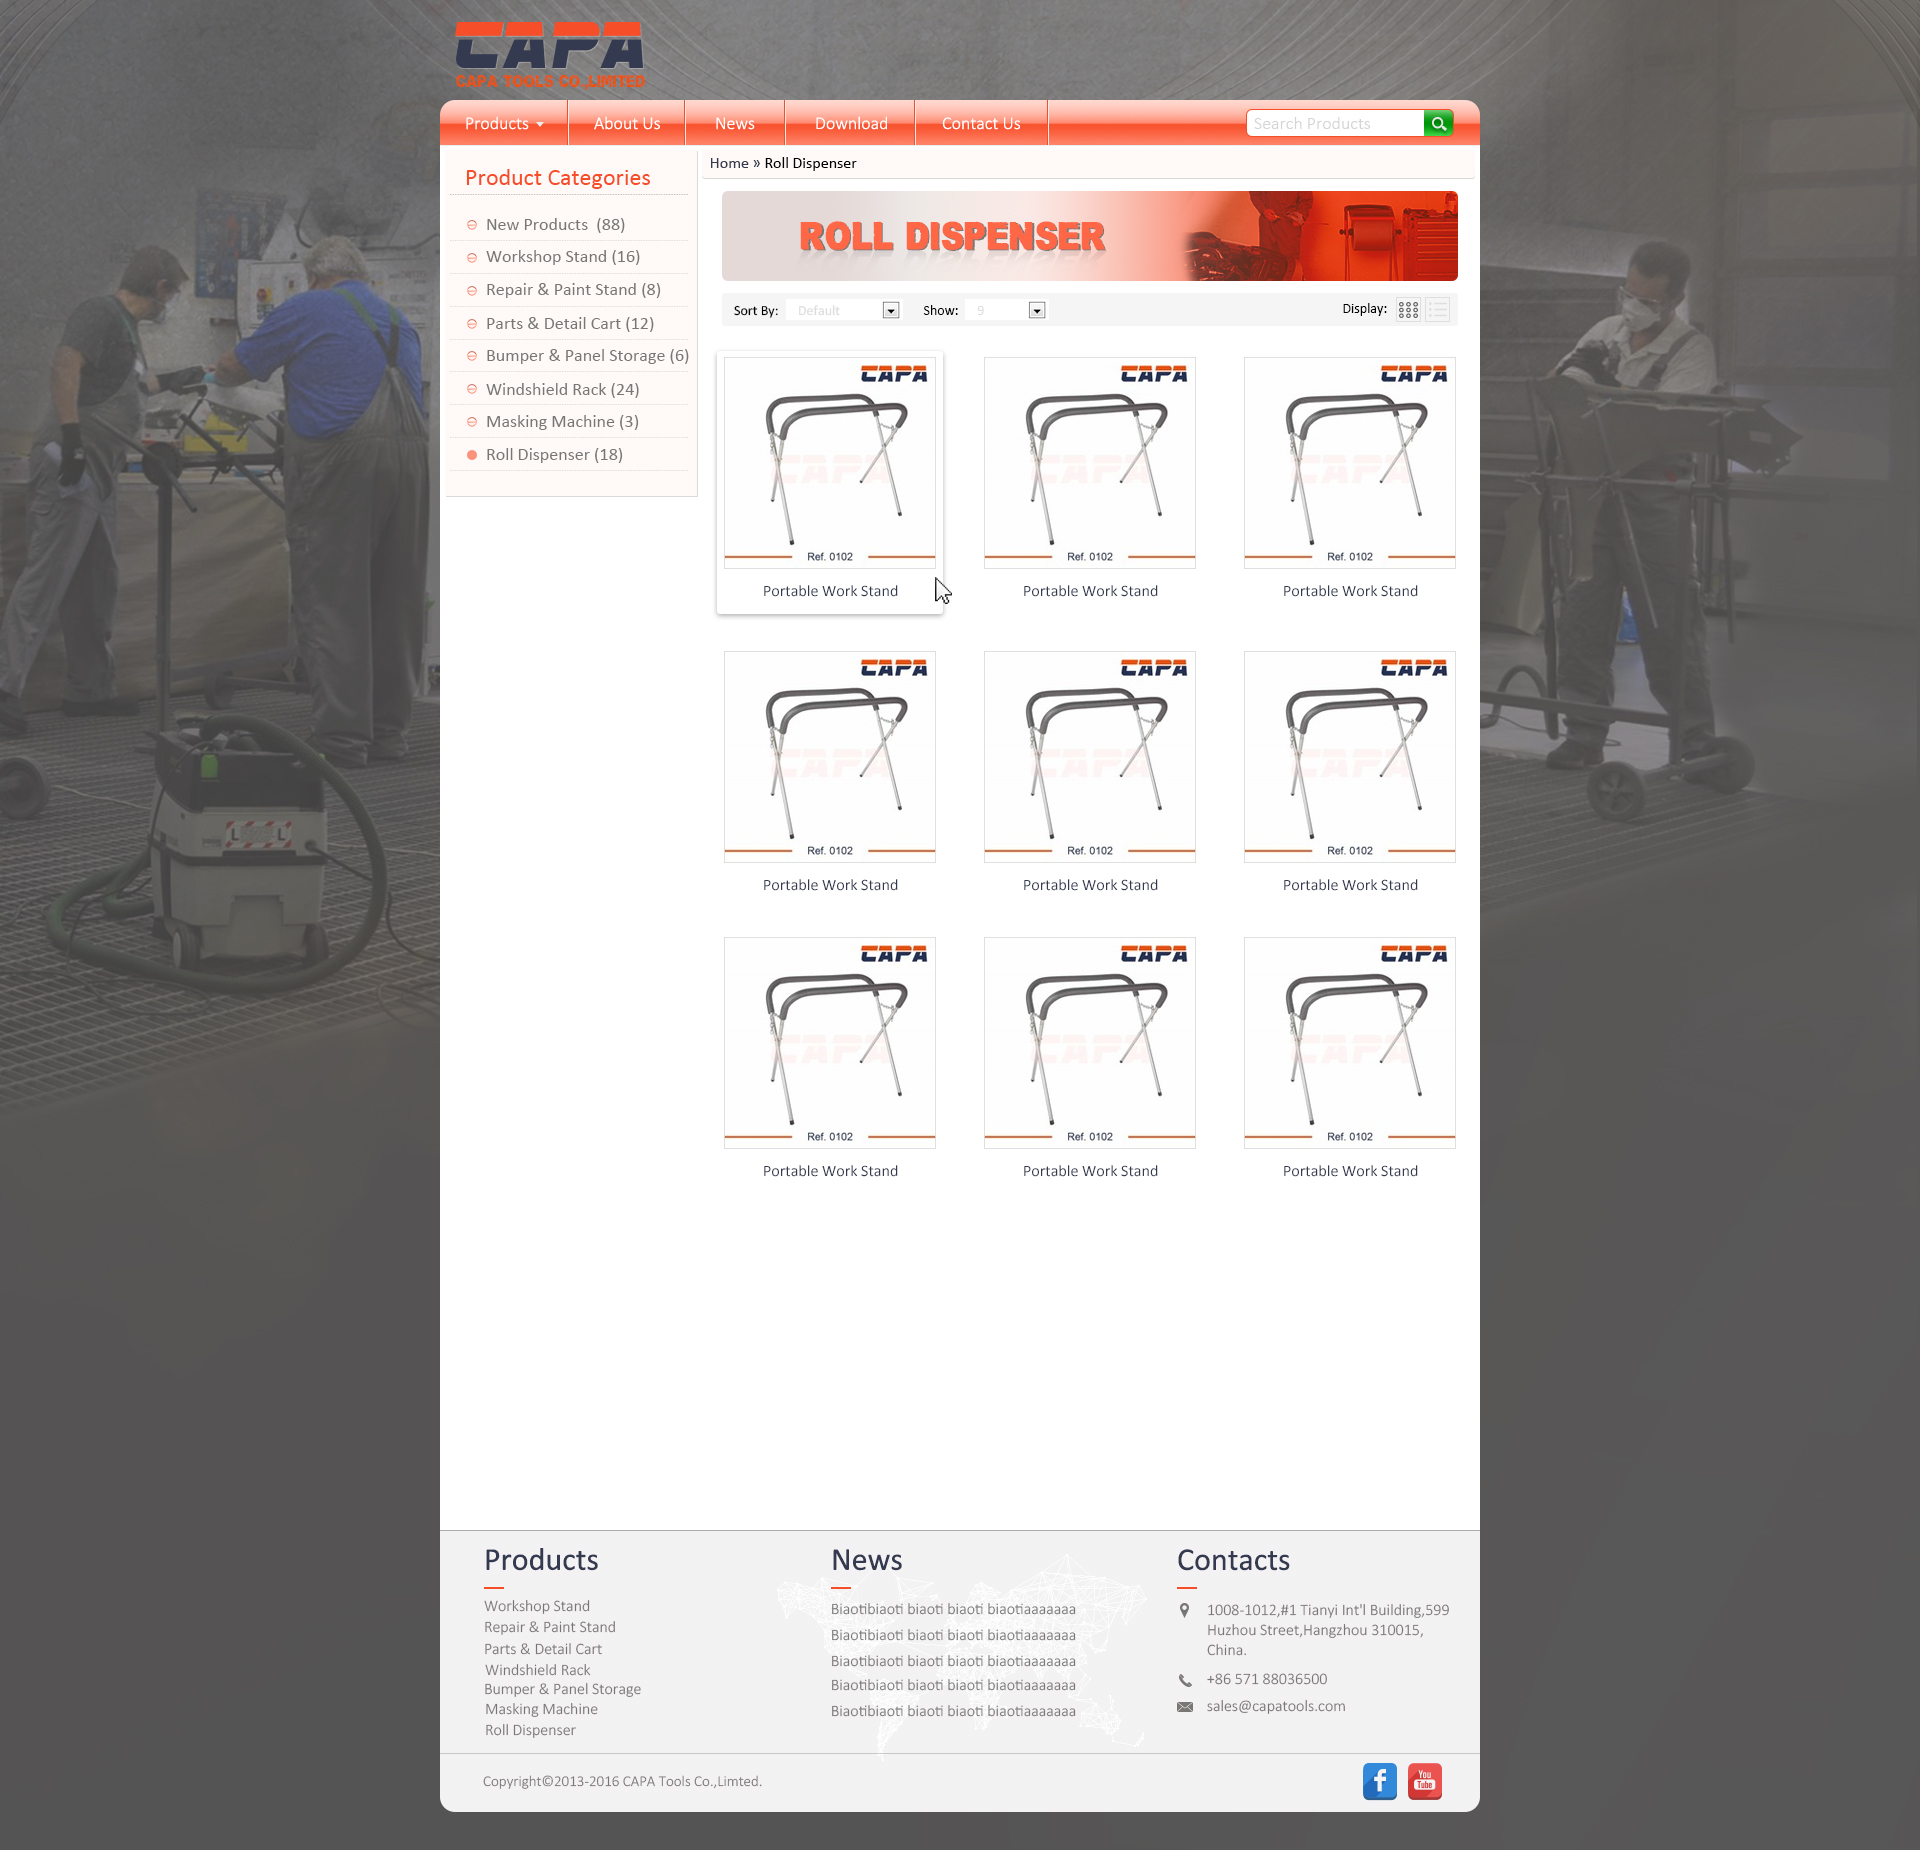 CAPA
CAPA TOOLS CO.,LIMITED
Products
About Us
News
Download
Contact Us
Search Products
Product Categories
New Products (88)
Workshop Stand (16)
Repair & Paint Stand (8)
Parts & Detail Cart (12)
Bumper & Panel Storage (6)
Windshield Rack (24)
Masking Machine (3)
Roll Dispenser (18)
Home » Roll Dispenser
ROLL DISPENSER
Sort By: Default
Show: 9
Display:
CAPA
CAPA
Ref. 0102
Portable Work Stand
CAPA
CAPA
Ref. 0102
Portable Work Stand
CAPA
CAPA
Ref. 0102
Portable Work Stand
CAPA
CAPA
Ref. 0102
Portable Work Stand
CAPA
CAPA
Ref. 0102
Portable Work Stand
CAPA
CAPA
Ref. 0102
Portable Work Stand
CAPA
CAPA
Ref. 0102
Portable Work Stand
CAPA
CAPA
Ref. 0102
Portable Work Stand
CAPA
CAPA
Ref. 0102
Portable Work Stand
Products
Workshop Stand
Repair & Paint Stand
Parts & Detail Cart
Windshield Rack
Bumper & Panel Storage
Masking Machine
Roll Dispenser
News
Biaotibiaoti biaoti biaoti biaotiaaaaaaa
Biaotibiaoti biaoti biaoti biaotiaaaaaaa
Biaotibiaoti biaoti biaoti biaotiaaaaaaa
Biaotibiaoti biaoti biaoti biaotiaaaaaaa
Biaotibiaoti biaoti biaoti biaotiaaaaaaa
Contacts
1008-1012,#1 Tianyi Int'l Building,599
Huzhou Street,Hangzhou 310015,
China.
+86 571 88036500
sales@capatools.com
Copyright©2013-2016 CAPA Tools Co.,Limted.
f
You
Tube